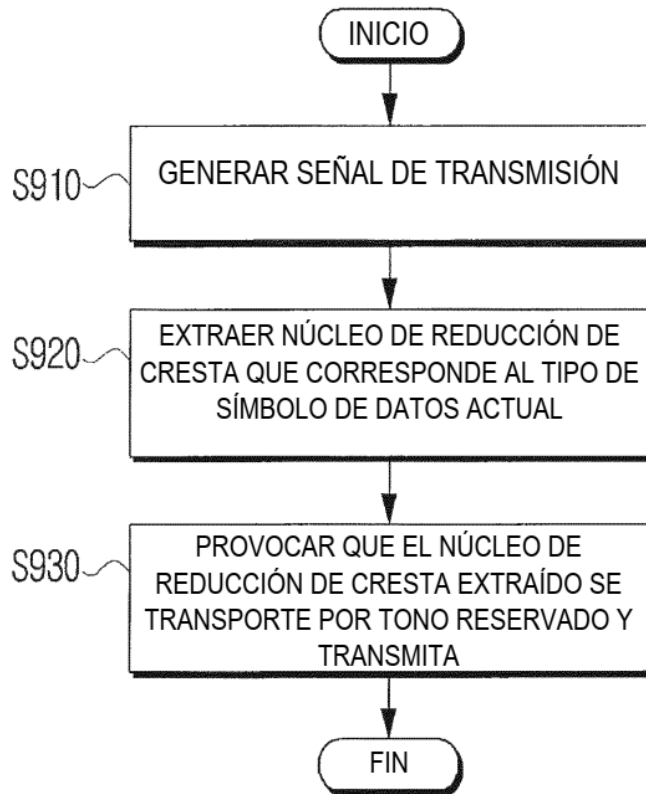 INICIO
S910
GENERAR SEÑAL DE TRANSMISIÓN
S920
EXTRAER NÚCLEO DE REDUCCIÓN DE
CRESTA QUE CORRESPONDE AL TIPO DE
SÍMBOLO DE DATOS ACTUAL
S930
PROVOCAR QUE EL NÚCLEO DE
REDUCCIÓN DE CRESTA EXTRAÍDO SE
TRANSPORTE POR TONO RESERVADO Y
TRANSMITA
FIN